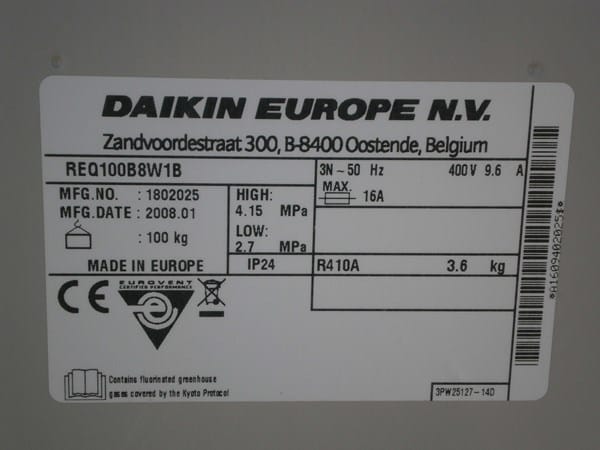 DAIKIN EUROPE N.V.
Zandvoordestraat 300, B-8400 Oostende, Belgium
REQ100B8W1B
3N~50 Hz 400V 9.6 A
MAX. 16A
MFG.NO. : 1802025
MFG.DATE : 2008.01
: 100 kg
HIGH:
4.15 MPa
LOW:
2.7 MPa
MADE IN EUROPE
IP24
R410A 3.6 kg
CE
EUROVENT
CERTIFIED PERFORMANCE
Contains fluorinated greenhouse
gases covered by the Kyoto Protocol
3PW25127-14D
*A1609402025$*